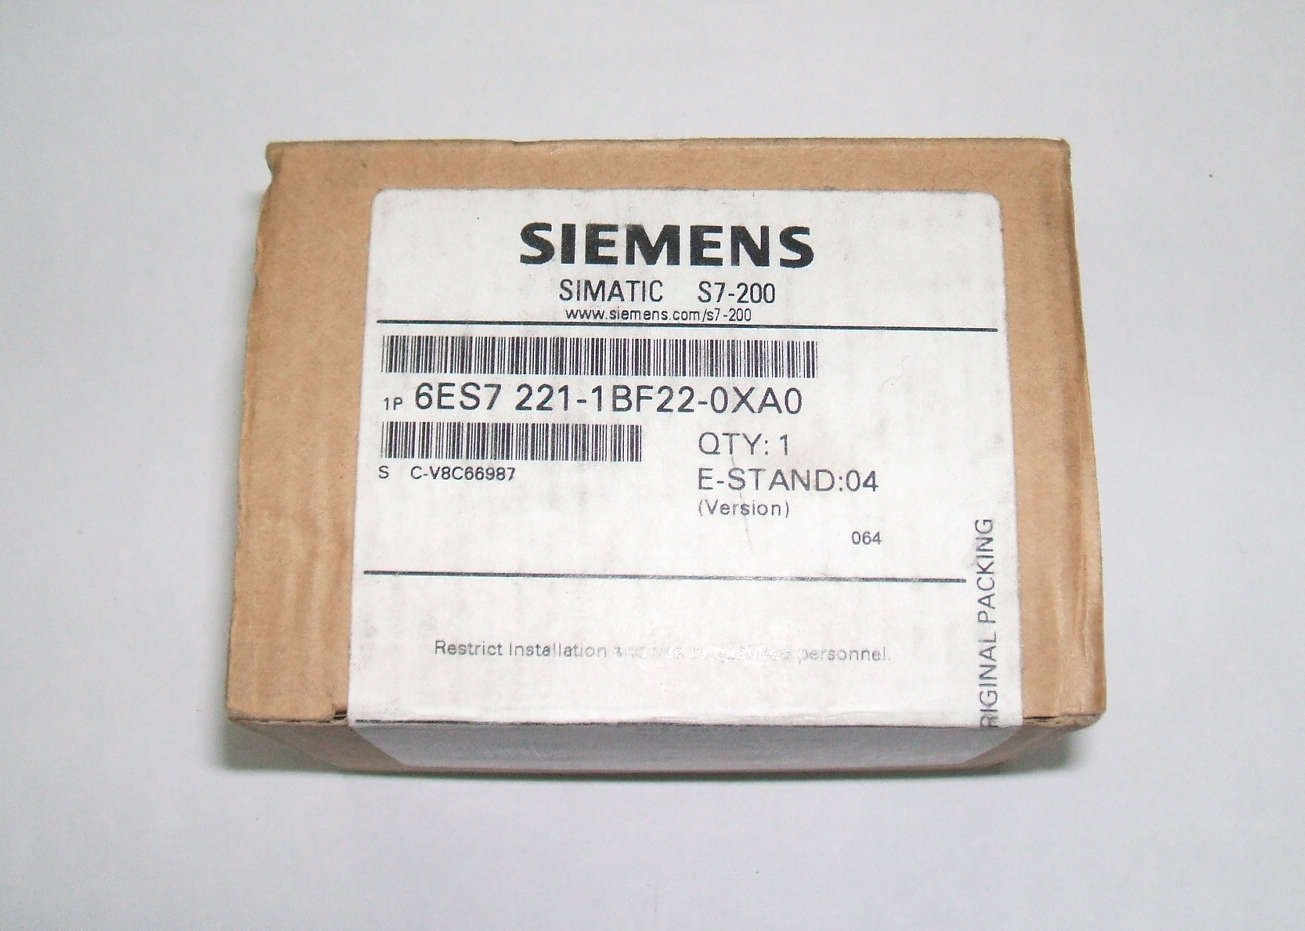 SIEMENS
SIMATIC S7-200
www.siemens.com/s7-200
1P 6ES7 221-1BF22-0XA0
QTY: 1
S C-V8C66987
E-STAND:04
(Version)
064
RIGINAL PACKING
Restrict Installation personnel.